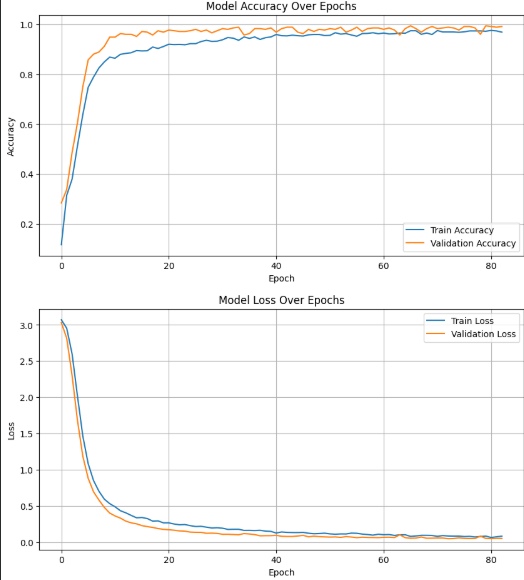 Model Accuracy Over Epochs
1.0
0.8
0.6
0.4
0.2
Accuracy
Train Accuracy
Validation Accuracy
0 20 40 60 80
Epoch
Model Loss Over Epochs
3.0
2.5
2.0
1.5
1.0
0.5
0.0
Loss
Train Loss
Validation Loss
0 20 40 60 80
Epoch